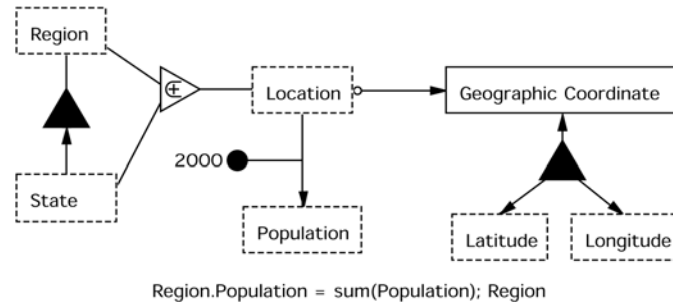 Region
Location
Geographic Coordinate
2000
State
Population
Latitude
Longitude
Region.Population = sum(Population); Region